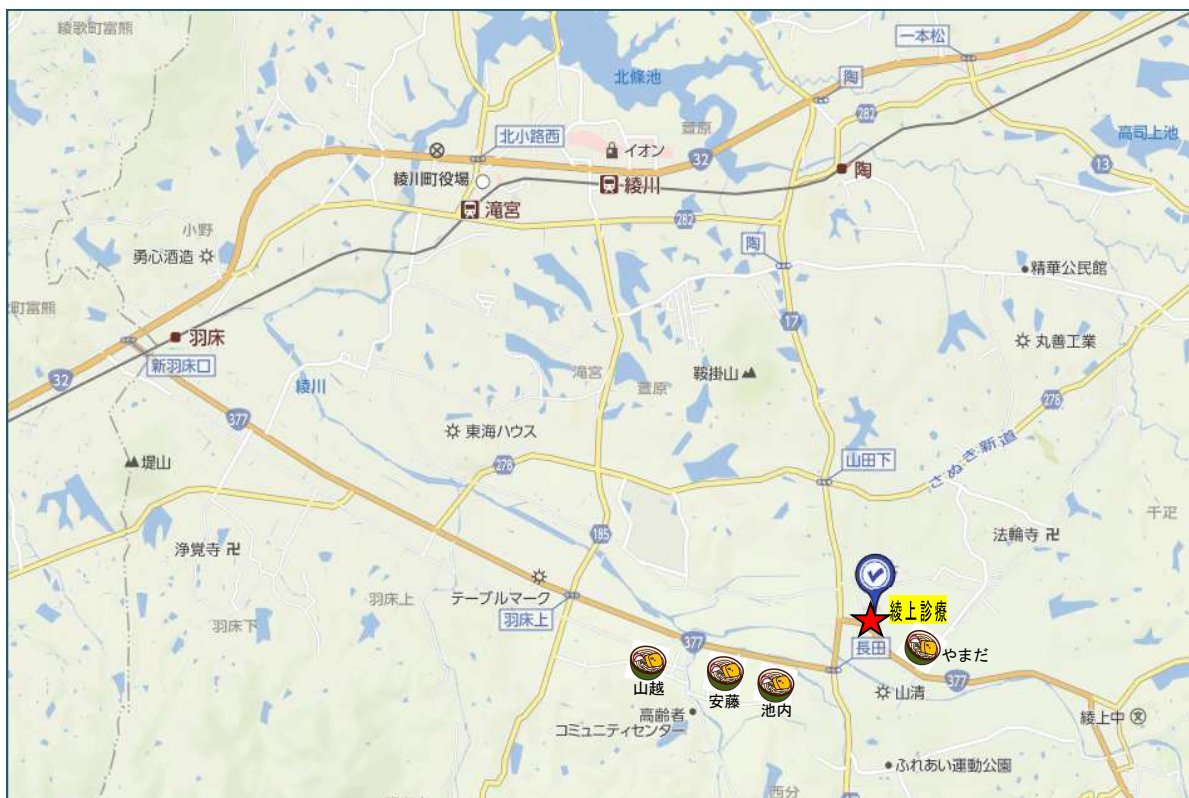 綾歌町富熊
一本松
北條池
陶
282
高司上池
北小路西
萱原
イオン
32
13
綾川町役場
綾川
陶
滝宮
282
小野
勇心酒造
陶
精華公民館
町富熊
17
羽床
丸善工業
新羽床口
32
綾川
滝宮
萱原
鞍掛山
278
377
東海ハウス
さぬき新道
堤山
278
山田下
千疋
185
法輪寺
浄覚寺
テーブルマーク
羽床上
羽床下
羽床上
綾上診療
377
長田
やまだ
山越
安藤
池内
山清
377
高齢者
コミュニティセンター
綾上中
ふれあい運動公園
西分